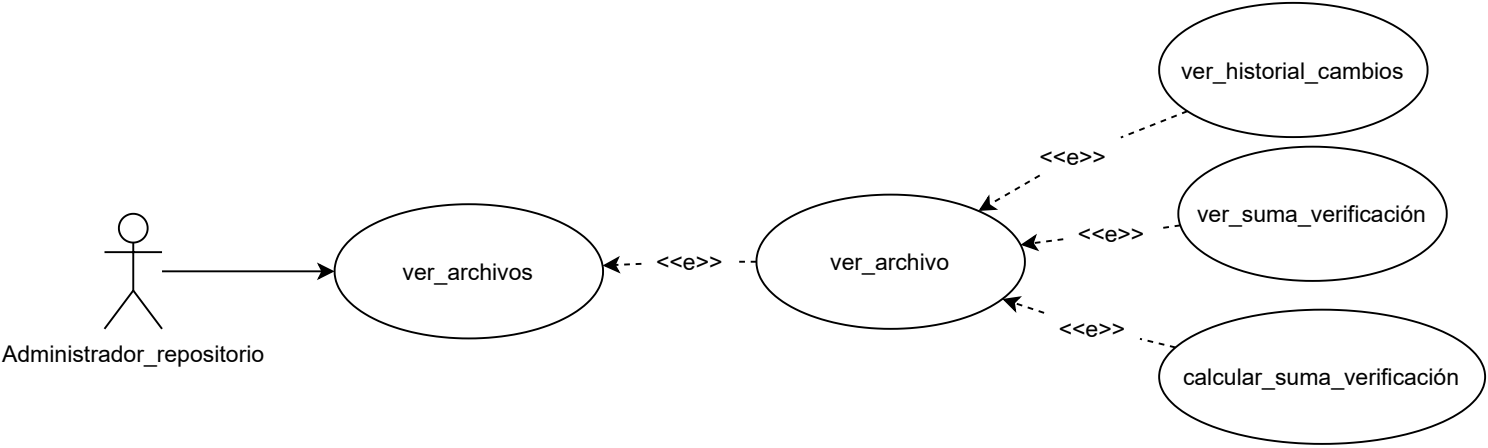 ver_historial_cambios
<<e>>
ver_suma_verificación
<<e>>
ver_archivos
<<e>>
ver_archivo
<<e>>
Administrador_repositorio
calcular_suma_verificación